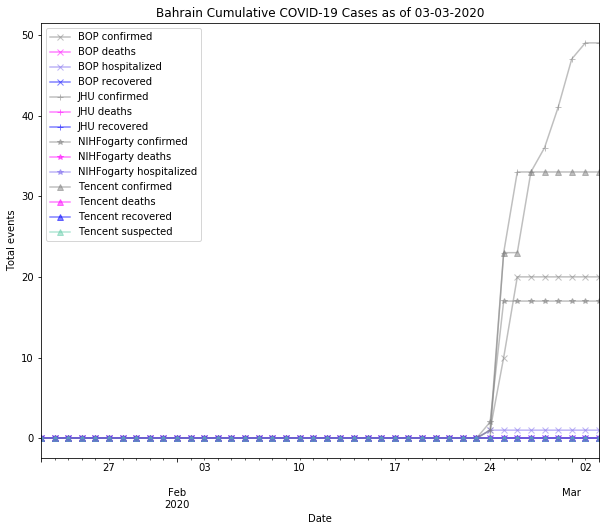 Bahrain Cumulative COVID-19 Cases as of 03-03-2020
BOP confirmed
BOP deaths
BOP hospitalized
BOP recovered
JHU confirmed
JHU deaths
JHU recovered
NIHFogarty confirmed
NIHFogarty deaths
NIHFogarty hospitalized
Tencent confirmed
Tencent deaths
Tencent recovered
Tencent suspected
Total events
50
40
30
20
10
0
27 03 10 17 24 02
Feb Mar
2020
Date